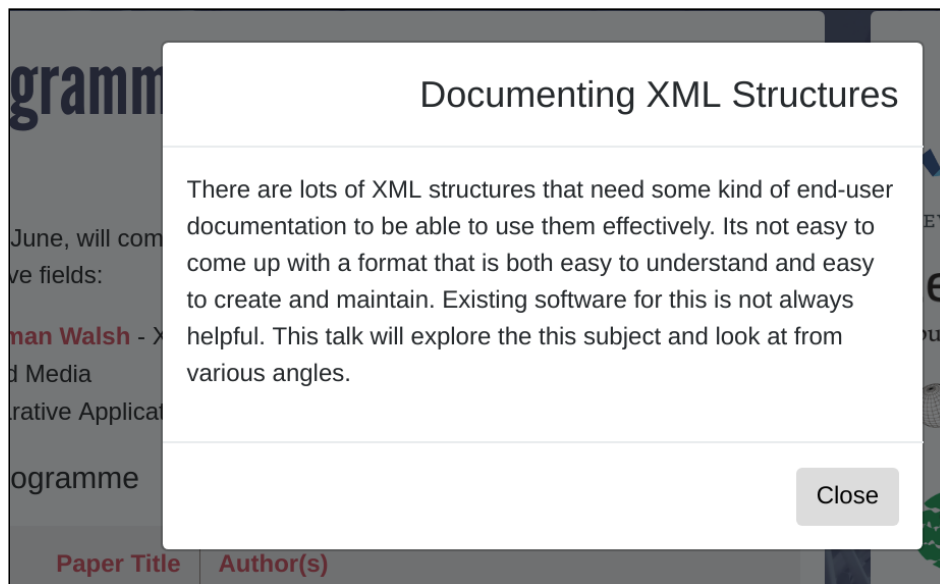 gramm
Documenting XML Structures
There are lots of XML structures that need some kind of end-user
documentation to be able to use them effectively. Its not easy to
come up with a format that is both easy to understand and easy
to create and maintain. Existing software for this is not always
helpful. This talk will explore the this subject and look at from
various angles.
Close
June, will com
ve fields:
man Walsh - X
d Media
rative Applicat
ogramme
Paper Title
Author(s)